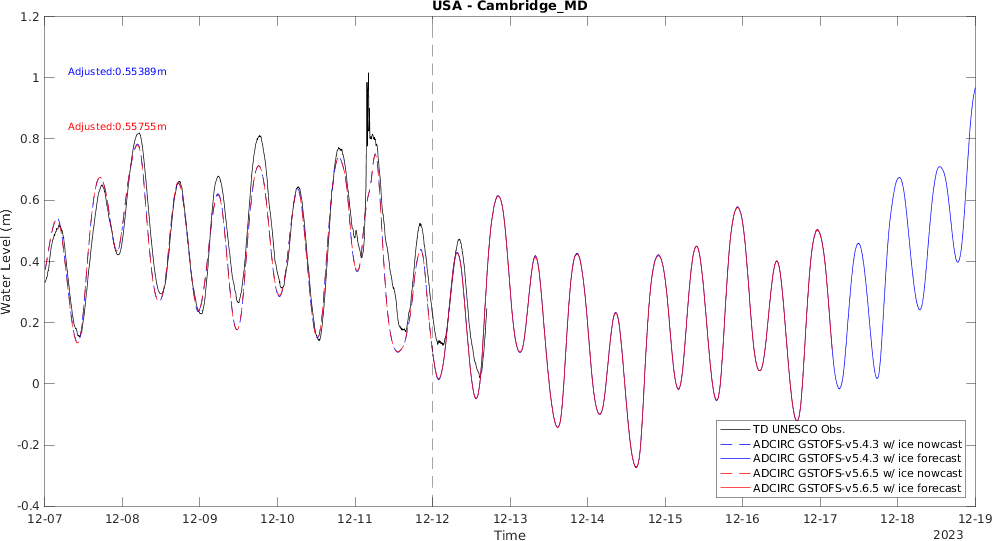 USA - Cambridge_MD
1.2
1
0.8
0.6
0.4
0.2
0
-0.2
-0.4
Water Level (m)
Adjusted:0.55389m
Adjusted:0.55755m
TD UNESCO Obs.
ADCIRC GSTOFS-v5.4.3 w/ ice nowcast
ADCIRC GSTOFS-v5.4.3 w/ ice forecast
ADCIRC GSTOFS-v5.6.5 w/ ice nowcast
ADCIRC GSTOFS-v5.6.5 w/ ice forecast
12-07 12-08 12-09 12-10 12-11 12-12 12-13 12-14 12-15 12-16 12-17 12-18 12-19
Time
2023